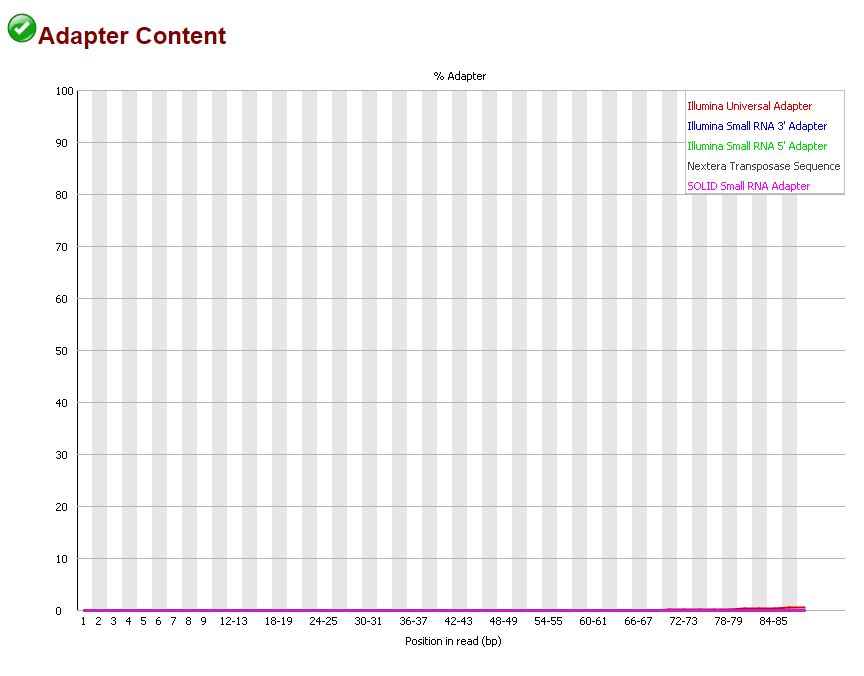 Adapter Content
% Adapter
100
90
80
70
60
50
40
30
20
10
0
Illumina Universal Adapter
Illumina Small RNA 3' Adapter
Illumina Small RNA 5' Adapter
Nextera Transposase Sequence
SOLID Small RNA Adapter
1 2 3 4 5 6 7 8 9 12-13 18-19 24-25 30-31 36-37 42-43 48-49 54-55 60-61 66-67 72-73 78-79 84-85
Position in read (bp)